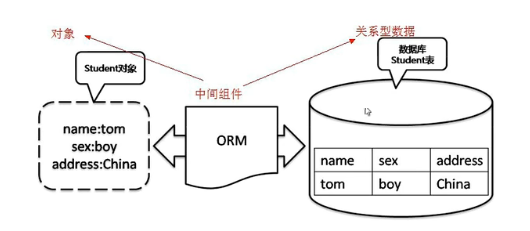 对象
关系型数据
Student对象
数据库
Student表
中间组件
name:tom
sex:boy
address:China
ORM
name sex address
tom boy China